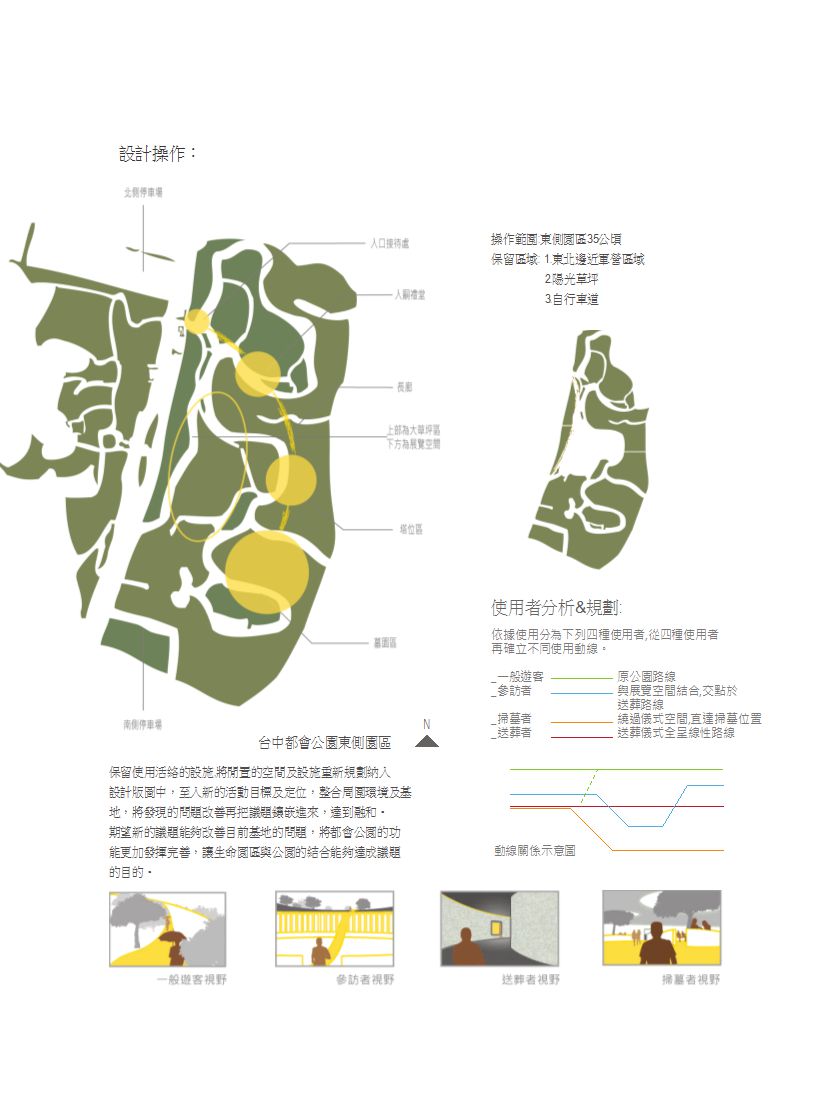 設計操作：
北側停車場
入口接待處
入嗣禮堂
長廊
上部為大草坪區
下方為展覽空間
塔位區
墓園區
南側停車場
N
台中都會公園東側園區
操作範圍:東側園區35公頃
保留區域: 1.東北邊近軍營區域
2.陽光草坪
3.自行車道
使用者分析&規劃:
依據使用分為下列四種使用者,從四種使用者
再確立不同使用動線。
_一般遊客 原公園路線
_參訪者 與展覽空間結合,交點於
送葬路線
_掃墓者 繞過儀式空間,直達掃墓位置
_送葬者 送葬儀式全呈線性路線
動線關係示意圖
保留使用活絡的設施,將閒置的空間及設施重新規劃納入
設計版圖中，至入新的活動目標及定位，整合周圍環境及基
地，將發現的問題改善再把議題鑲嵌進來，達到融和。
期望新的議題能夠改善目前基地的問題，將都會公園的功
能更加發揮完善，讓生命園區與公園的結合能夠達成議題
的目的。
一般遊客視野
參訪者視野
送葬者視野
掃墓者視野